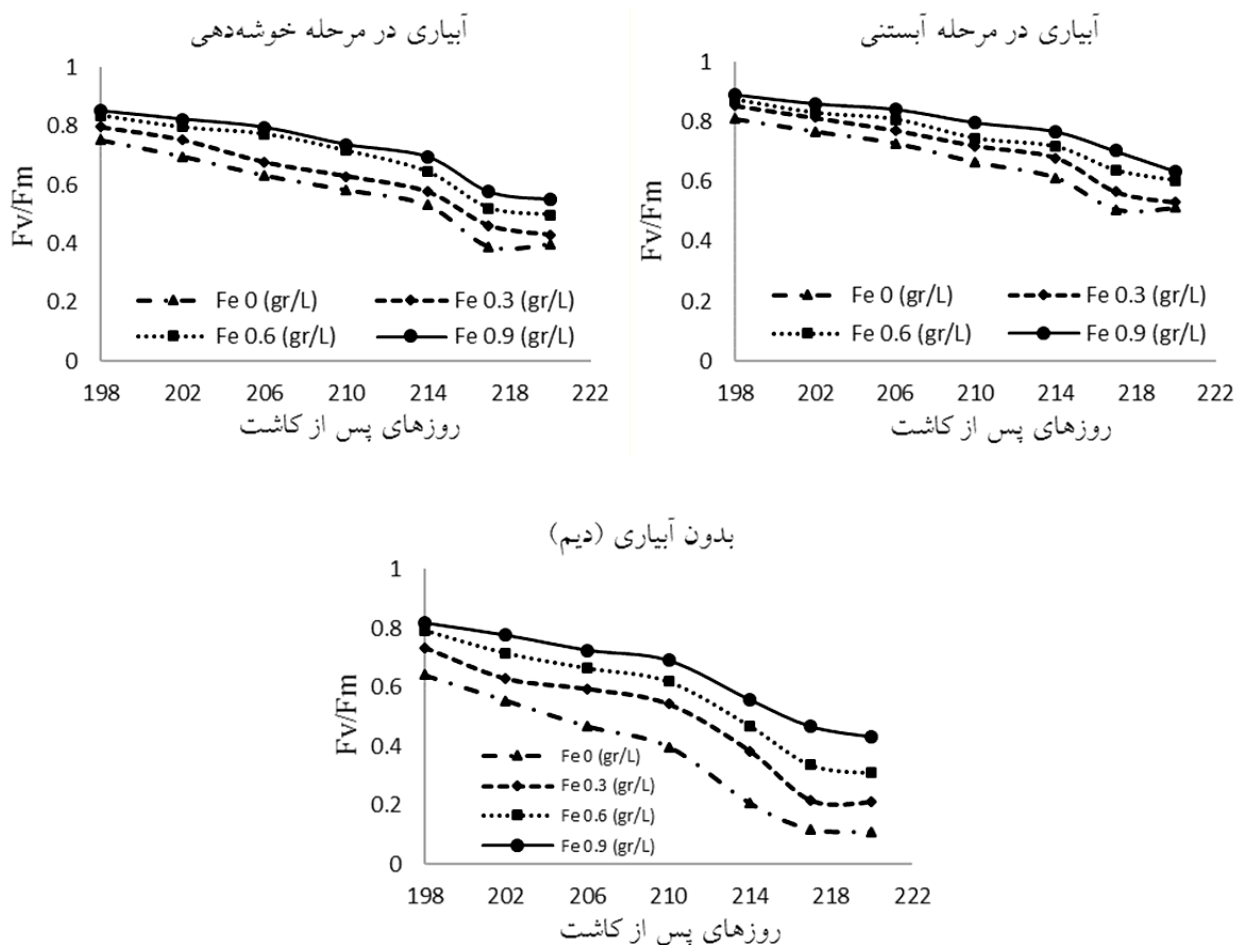 آبیاری در مرحله خوشه‌دهی
1
0.8
0.6
0.4
0.2
0
Fv/Fm
Fe 0 (gr/L) Fe 0.3 (gr/L)
Fe 0.6 (gr/L) Fe 0.9 (gr/L)
198 202 206 210 214 218 222
روزهای پس از کاشت
آبیاری در مرحله آبستنی
1
0.8
0.6
0.4
0.2
0
Fv/Fm
Fe 0 (gr/L) Fe 0.3 (gr/L)
Fe 0.6 (gr/L) Fe 0.9 (gr/L)
198 202 206 210 214 218 222
روزهای پس از کاشت
بدون آبیاری (دیم)
1
0.8
0.6
0.4
0.2
0
Fv/Fm
Fe 0 (gr/L)
Fe 0.3 (gr/L)
Fe 0.6 (gr/L)
Fe 0.9 (gr/L)
198 202 206 210 214 218 222
روزهای پس از کاشت